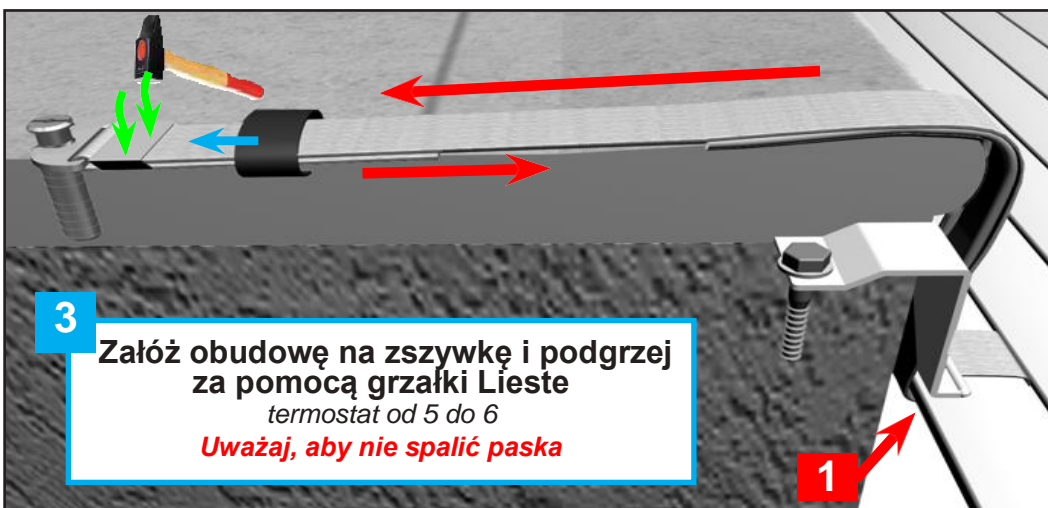 3
Załóż obudowę na zszywkę i podgrzej
za pomocą grzałki Lieste
termostat od 5 do 6
Uważaj, aby nie spalić paska
1